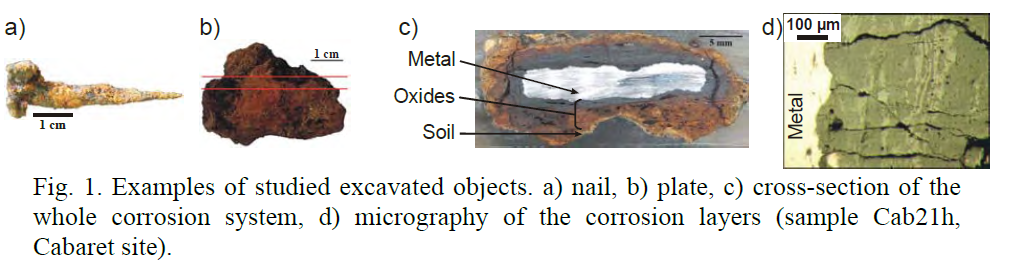 a)
b)
c)
d)
1 cm
1 cm
5 mm
Metal
Oxides
Soil
100 µm
Metal
Fig. 1. Examples of studied excavated objects. a) nail, b) plate, c) cross-section of the
whole corrosion system, d) micrography of the corrosion layers (sample Cab21h,
Cabaret site).